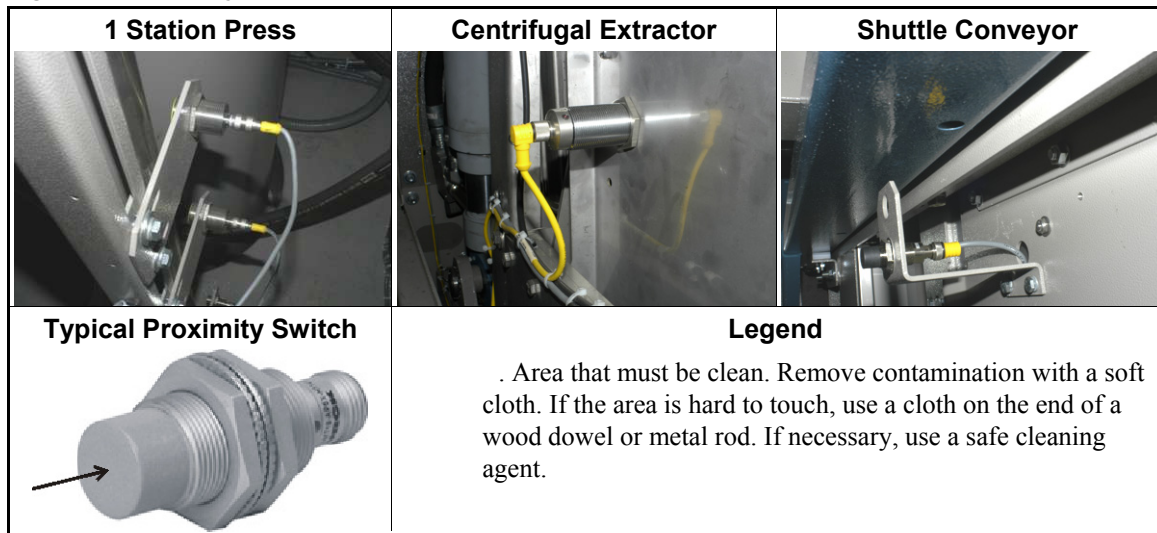 1 Station Press
Centrifugal Extractor
Shuttle Conveyor
Typical Proximity Switch
Legend
. Area that must be clean. Remove contamination with a soft
cloth. If the area is hard to touch, use a cloth on the end of a
wood dowel or metal rod. If necessary, use a safe cleaning
agent.